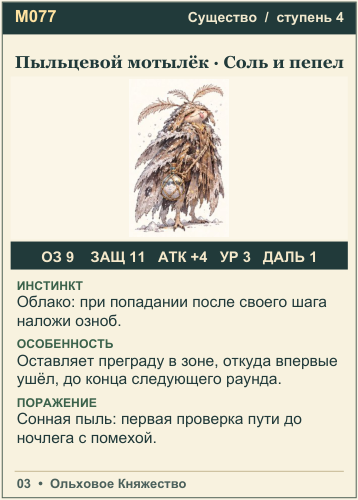 M077
Существо / ступень 4
Пыльцевой мотылёк · Соль и пепел
ОЗ 9 ЗАЩ 11 АТК +4 УР 3 ДАЛЬ 1
ИНСТИНКТ
Облако: при попадании после своего шага
наложи озноб.
ОСОБЕННОСТЬ
Оставляет преграду в зоне, откуда впервые
ушёл, до конца следующего раунда.
ПОРАЖЕНИЕ
Сонная пыль: первая проверка пути до
ночлега с помехой.
03 • Ольховое Княжество